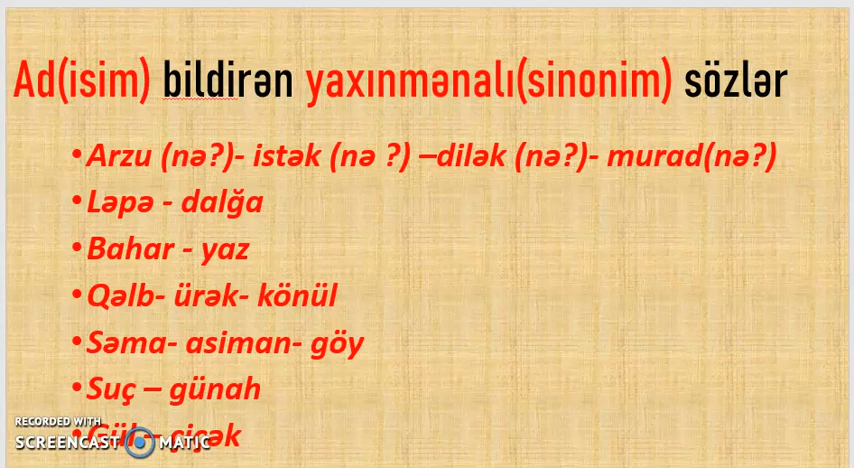 Ad(isim) bildirən yaxınmənalı(sinonim) sözlər
•Arzu (nə?)- istək (nə ?) –dilək (nə?)- murad(nə?)
•Ləpə - dalğa
•Bahar - yaz
•Qəlb- ürək- könül
•Səma- asiman- göy
•Suç – günah
•Gül – çiçək
RECORDED WITH
SCREENCAST MATIC